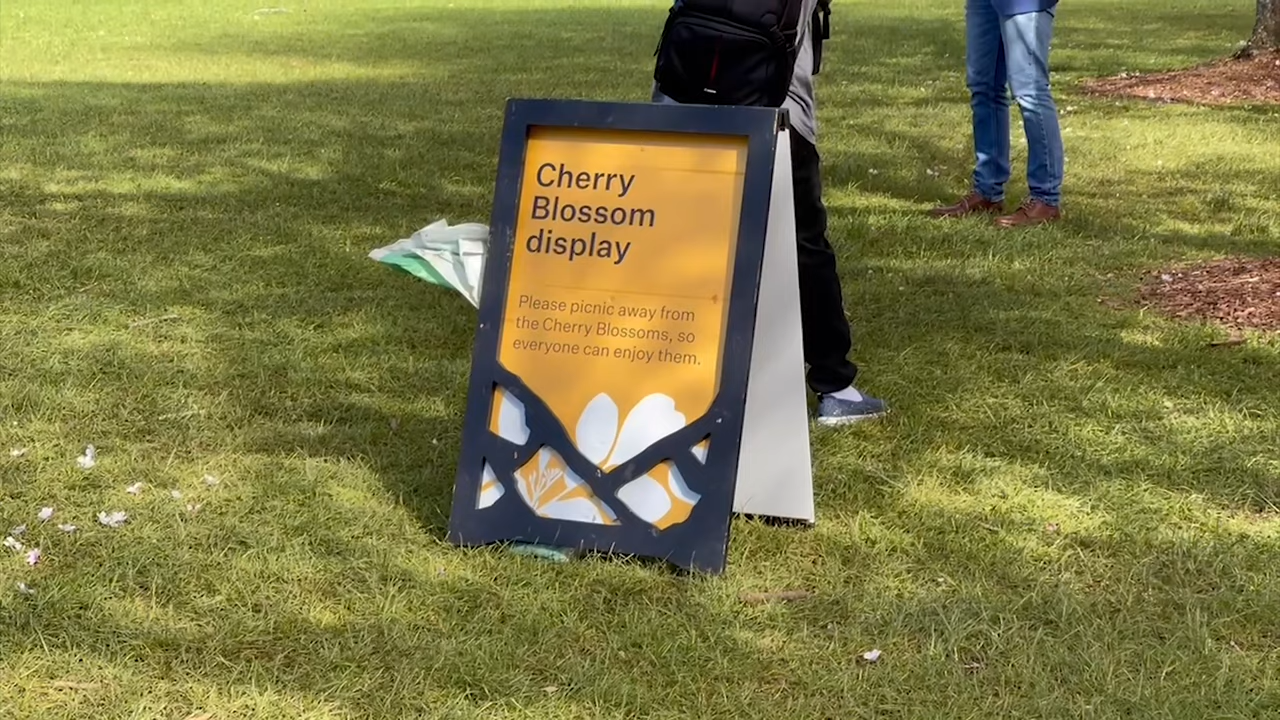 Cherry
Blossom
display
Please picnic away from
the Cherry Blossoms, so
everyone can enjoy them.